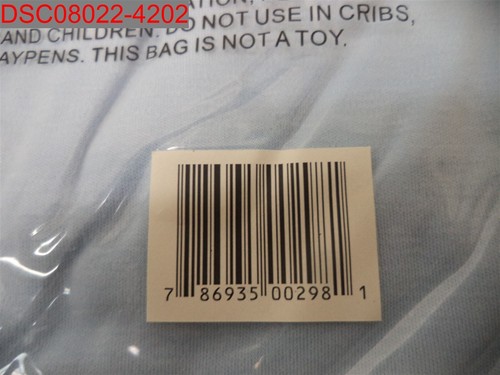 DSC08022-4202
AND CHILDREN. DO NOT USE IN CRIBS,
AYPENS. THIS BAG IS NOT A TOY.
7 86935 00298 1